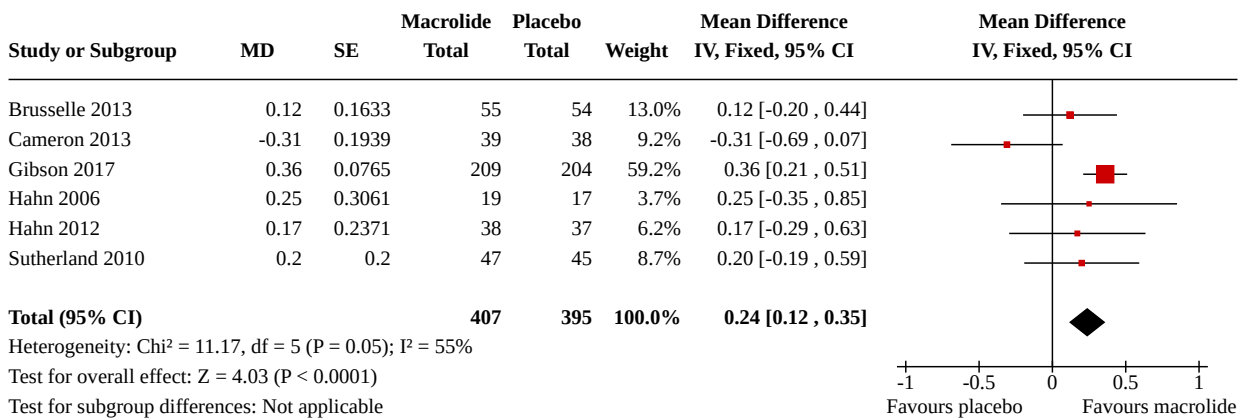 Macrolide Placebo Mean Difference Mean Difference
Study or Subgroup MD SE Total Total Weight IV, Fixed, 95% CI IV, Fixed, 95% CI
Brusselle 2013 0.12 0.1633 55 54 13.0% 0.12 [-0.20 , 0.44]
Cameron 2013 -0.31 0.1939 39 38 9.2% -0.31 [-0.69 , 0.07]
Gibson 2017 0.36 0.0765 209 204 59.2% 0.36 [0.21 , 0.51]
Hahn 2006 0.25 0.3061 19 17 3.7% 0.25 [-0.35 , 0.85]
Hahn 2012 0.17 0.2371 38 37 6.2% 0.17 [-0.29 , 0.63]
Sutherland 2010 0.2 0.2 47 45 8.7% 0.20 [-0.19 , 0.59]
Total (95% CI) 407 395 100.0% 0.24 [0.12 , 0.35]
Heterogeneity: Chi² = 11.17, df = 5 (P = 0.05); I² = 55%
Test for overall effect: Z = 4.03 (P < 0.0001)
-1 -0.5 0 0.5 1
Test for subgroup differences: Not applicable
Favours placebo Favours macrolide